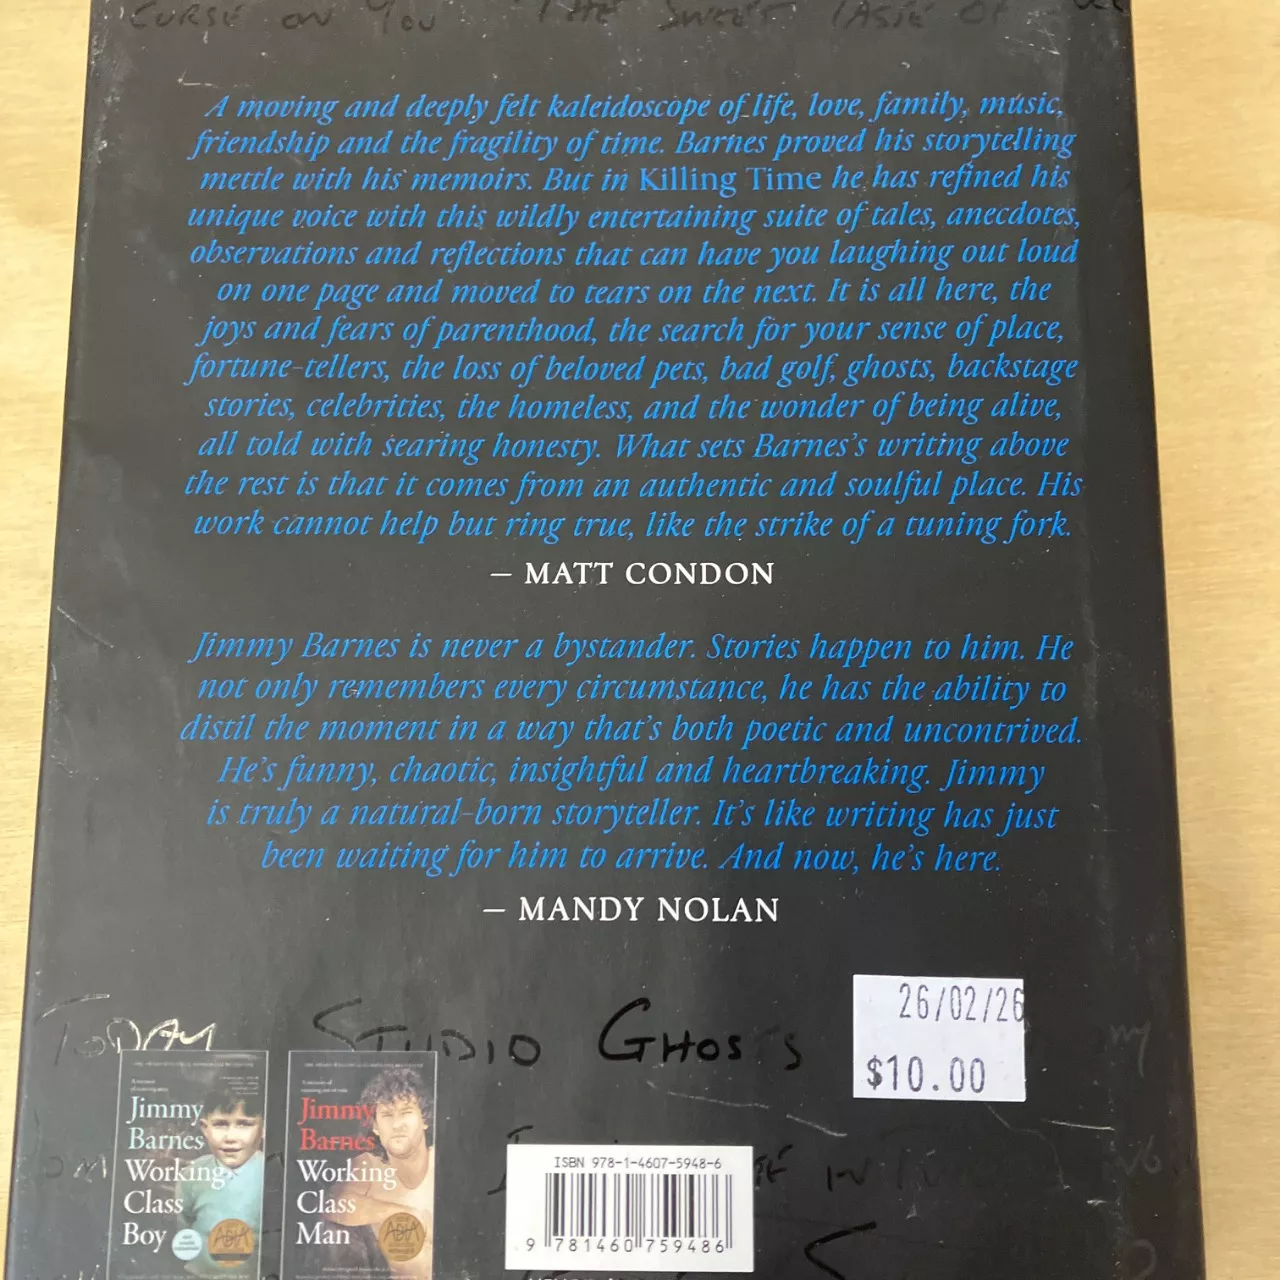 CURSE ON YOU THE SWEET TASTE OF
A moving and deeply felt kaleidoscope of life, love, family, music,
friendship and the fragility of time. Barnes proved his storytelling
mettle with his memoirs. But in Killing Time he has refined his
unique voice with this wildly entertaining suite of tales, anecdotes,
observations and reflections that can have you laughing out loud
on one page and moved to tears on the next. It is all here, the
joys and fears of parenthood, the search for your sense of place,
fortune-tellers, the loss of beloved pets, bad golf, ghosts, backstage
stories, celebrities, the homeless, and the wonder of being alive,
all told with searing honesty. What sets Barnes's writing above
the rest is that it comes from an authentic and soulful place. His
work cannot help but ring true, like the strike of a tuning fork.
– MATT CONDON
Jimmy Barnes is never a bystander. Stories happen to him. He
not only remembers every circumstance, he has the ability to
distil the moment in a way that's both poetic and uncontrived.
He's funny, chaotic, insightful and heartbreaking. Jimmy
is truly a natural-born storyteller. It's like writing has just
been waiting for him to arrive. And now, he's here.
– MANDY NOLAN
TODAY STUDIO GHOSTS
26/02/26
$10.00
Jimmy
Barnes
Working
Class
Boy
ABIA
Jimmy
Barnes
Working
Class
Man
ABIA
ISBN 978-1-4607-5948-6
9 781460 759486